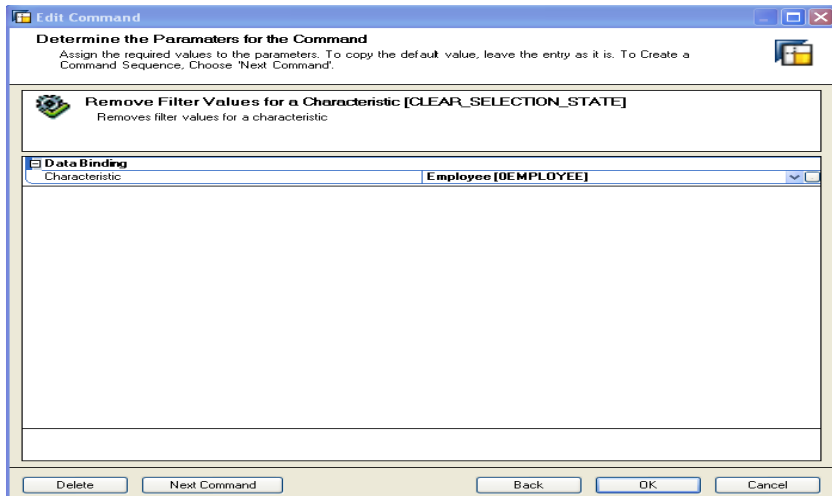 Edit Command
Determine the Paramaters for the Command
Assign the required values to the parameters. To copy the default value, leave the entry as it is. To Create a
Command Sequence, Choose 'Next Command'.
Remove Filter Values for a Characteristic [CLEAR_SELECTION_STATE]
Removes filter values for a characteristic
Data Binding
Characteristic Employee [0EMPLOYEE]
Delete Next Command Back OK Cancel